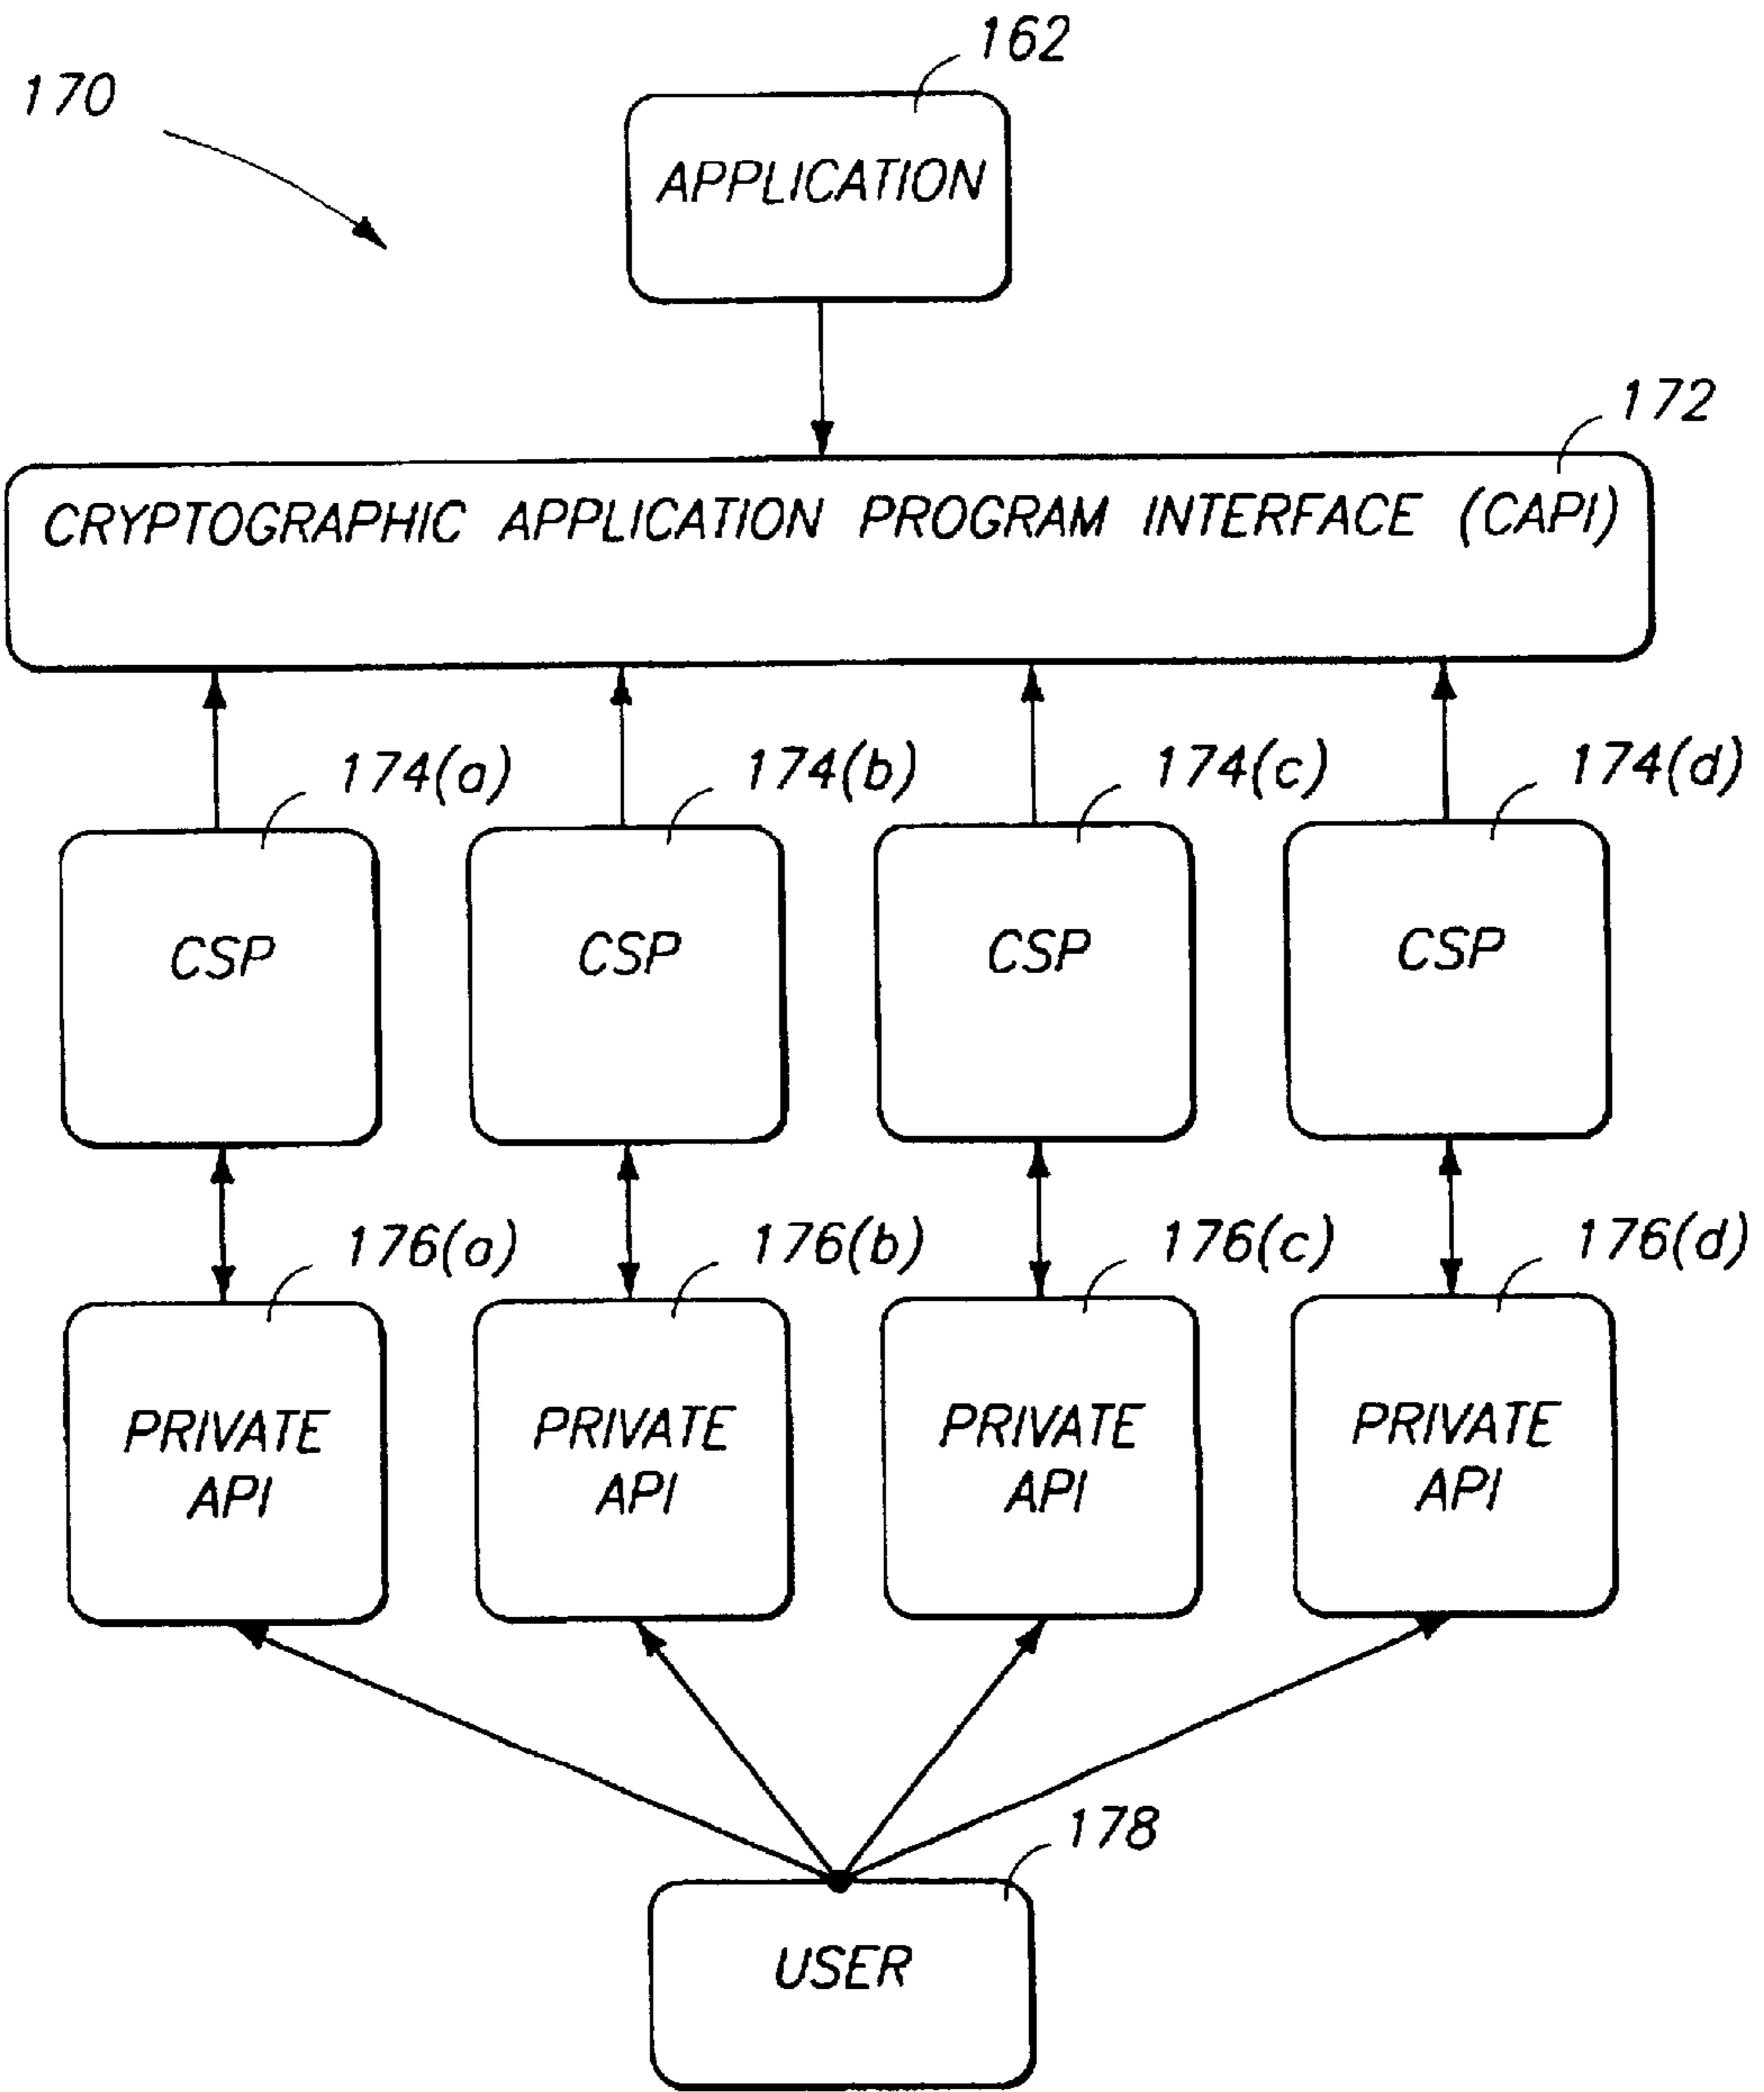 162
170
APPLICATION
172
CRYPTOGRAPHIC APPLICATION PROGRAM INTERFACE (CAPI)
174(a)
174(b)
174(c)
174(d)
CSP
CSP
CSP
CSP
176(a)
176(b)
176(c)
176(d)
PRIVATE
API
PRIVATE
API
PRIVATE
API
PRIVATE
API
178
USER